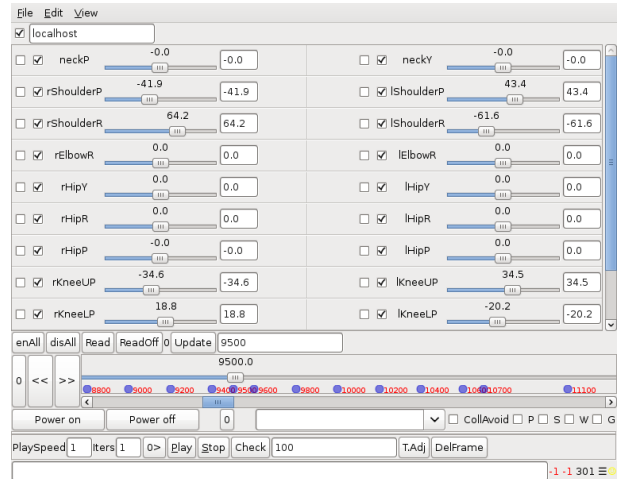 File Edit View
localhost
-0.0 -0.0
neckP -0.0 neckY -0.0
-41.9 43.4
rShoulderP -41.9 lShoulderP 43.4
64.2 -61.6
rShoulderR 64.2 lShoulderR -61.6
0.0 0.0
rElbowR 0.0 lElbowR 0.0
0.0 0.0
rHipY 0.0 lHipY 0.0
0.0 0.0
rHipR 0.0 lHipR 0.0
-0.0 0.0
rHipP -0.0 lHipP 0.0
-34.6 34.5
rKneeUP -34.6 lKneeUP 34.5
18.8 -20.2
rKneeLP 18.8 lKneeLP -20.2
enAll disAll Read ReadOff 0 Update 9500
9500.0
0 << >>
8800 9000 9200 9400 9500 9600 9800 10000 10200 10400 10600 10700 11100
Power on Power off 0 CollAvoid P S W G
PlaySpeed 1 Iters 1 0> Play Stop Check 100 T.Adj DelFrame
-1 -1 301